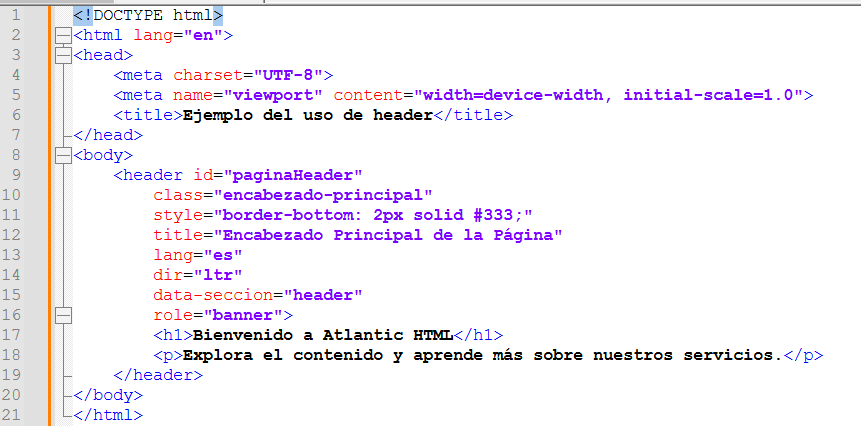 1 <!DOCTYPE html>
2 <html lang="en">
3 <head>
4     <meta charset="UTF-8">
5     <meta name="viewport" content="width=device-width, initial-scale=1.0">
6     <title>Ejemplo del uso de header</title>
7 </head>
8 <body>
9     <header id="paginaHeader"
10         class="encabezado-principal"
11         style="border-bottom: 2px solid #333;"
12         title="Encabezado Principal de la Página"
13         lang="es"
14         dir="ltr"
15         data-seccion="header"
16         role="banner">
17         <h1>Bienvenido a Atlantic HTML</h1>
18         <p>Explora el contenido y aprende más sobre nuestros servicios.</p>
19     </header>
20 </body>
21 </html>